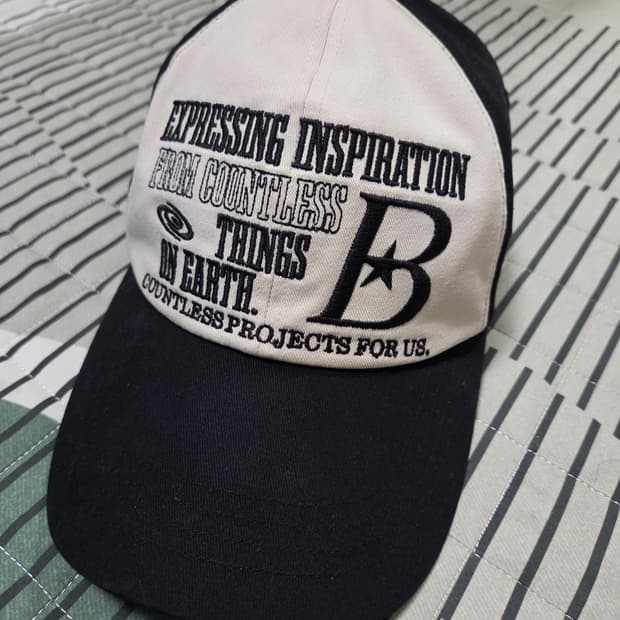 EXPRESSING INSPIRATION
FROM COUNTLESS
THINGS
ON EARTH.
B
COUNTLESS PROJECTS FOR US.